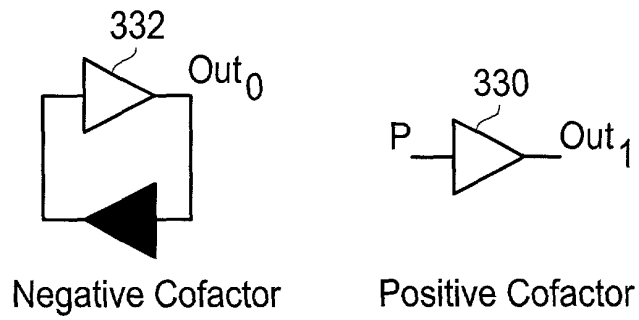 332
Out0
330
P
Out1
Negative Cofactor
Positive Cofactor